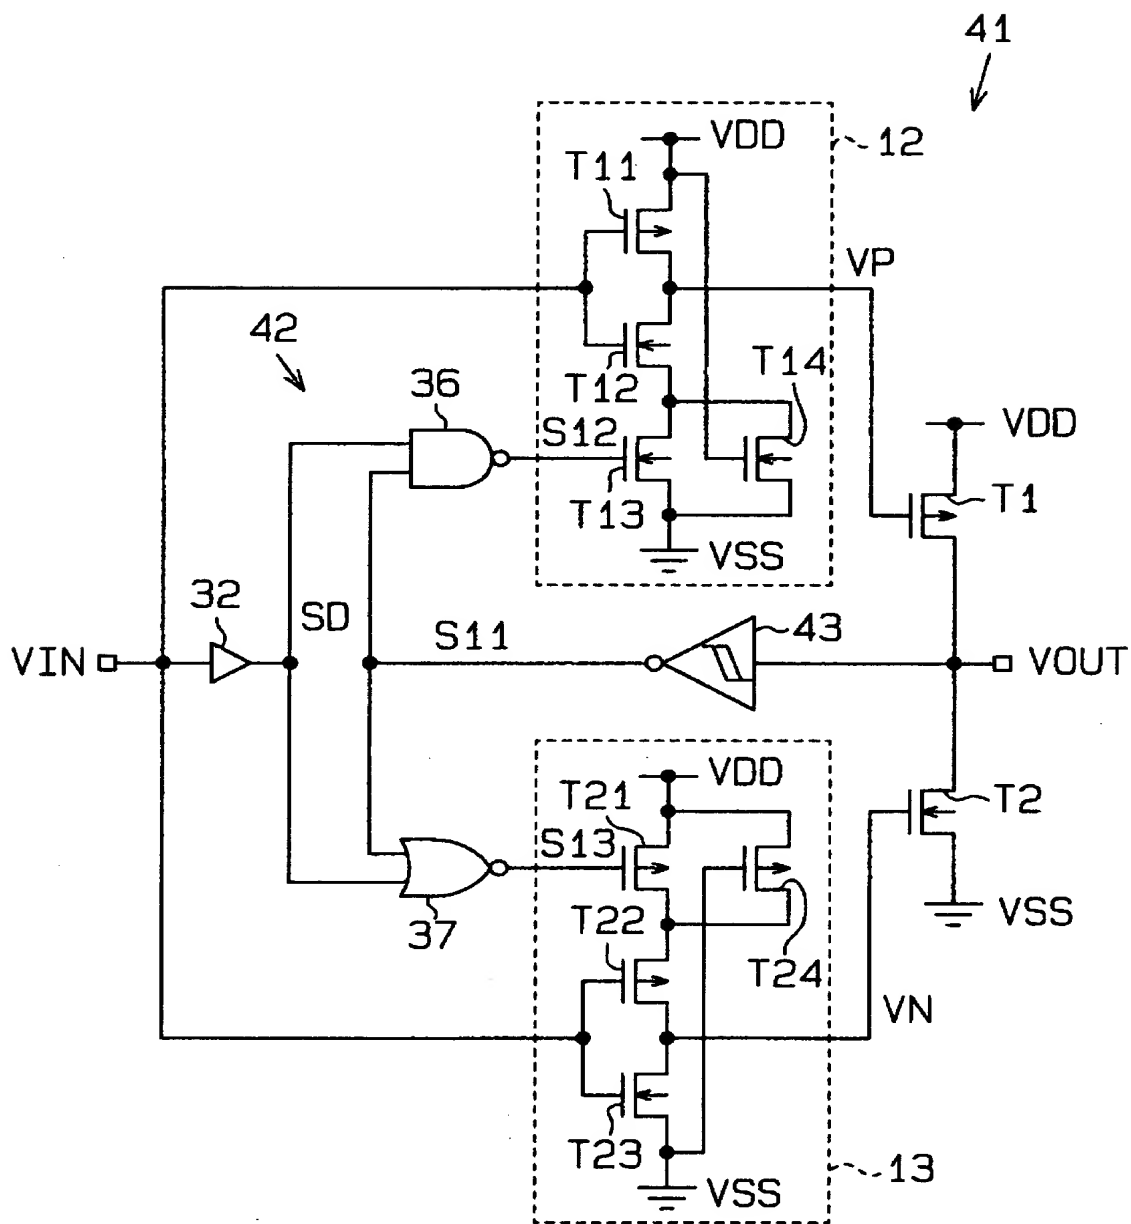 41
VDD
12
T11
VP
42
T12
T14
36
S12
VDD
T13
T1
VSS
32
SD
S11
43
VIN
VOUT
VDD
T21
T2
S13
37
T22
VSS
T24
VN
T23
13
VSS